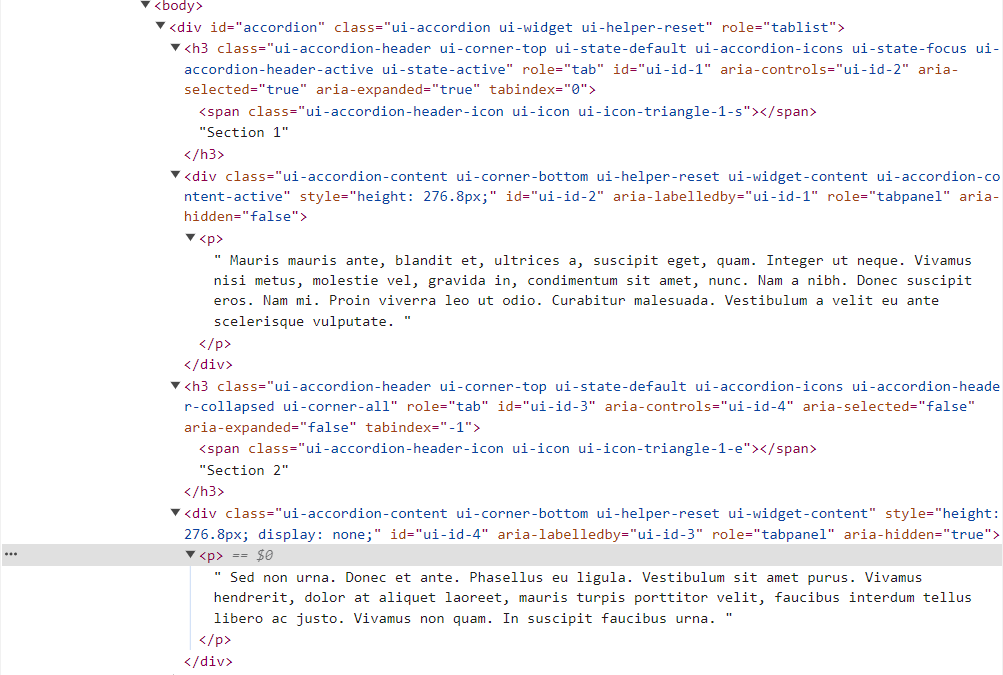 <body>
<div id="accordion" class="ui-accordion ui-widget ui-helper-reset" role="tablist">
<h3 class="ui-accordion-header ui-corner-top ui-state-default ui-accordion-icons ui-state-focus ui-
accordion-header-active ui-state-active" role="tab" id="ui-id-1" aria-controls="ui-id-2" aria-
selected="true" aria-expanded="true" tabindex="0">
<span class="ui-accordion-header-icon ui-icon ui-icon-triangle-1-s"></span>
"Section 1"
</h3>
<div class="ui-accordion-content ui-corner-bottom ui-helper-reset ui-widget-content ui-accordion-co
ntent-active" style="height: 276.8px;" id="ui-id-2" aria-labelledby="ui-id-1" role="tabpanel" aria-
hidden="false">
<p>
" Mauris mauris ante, blandit et, ultrices a, suscipit eget, quam. Integer ut neque. Vivamus
nisi metus, molestie vel, gravida in, condimentum sit amet, nunc. Nam a nibh. Donec suscipit
eros. Nam mi. Proin viverra leo ut odio. Curabitur malesuada. Vestibulum a velit eu ante
scelerisque vulputate. "
</p>
</div>
<h3 class="ui-accordion-header ui-corner-top ui-state-default ui-accordion-icons ui-accordion-heade
r-collapsed ui-corner-all" role="tab" id="ui-id-3" aria-controls="ui-id-4" aria-selected="false"
aria-expanded="false" tabindex="-1">
<span class="ui-accordion-header-icon ui-icon ui-icon-triangle-1-e"></span>
"Section 2"
</h3>
<div class="ui-accordion-content ui-corner-bottom ui-helper-reset ui-widget-content" style="height:
276.8px; display: none;" id="ui-id-4" aria-labelledby="ui-id-3" role="tabpanel" aria-hidden="true">
<p> == $0
" Sed non urna. Donec et ante. Phasellus eu ligula. Vestibulum sit amet purus. Vivamus
hendrerit, dolor at aliquet laoreet, mauris turpis porttitor velit, faucibus interdum tellus
libero ac justo. Vivamus non quam. In suscipit faucibus urna. "
</p>
</div>